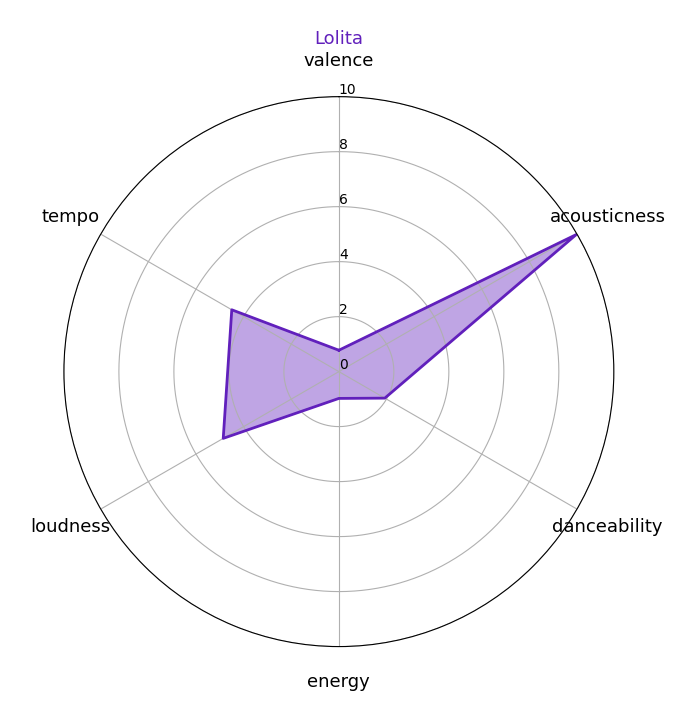 Lolita
valence
10
8
tempo
acousticness
6
4
2
0
loudness
danceability
energy